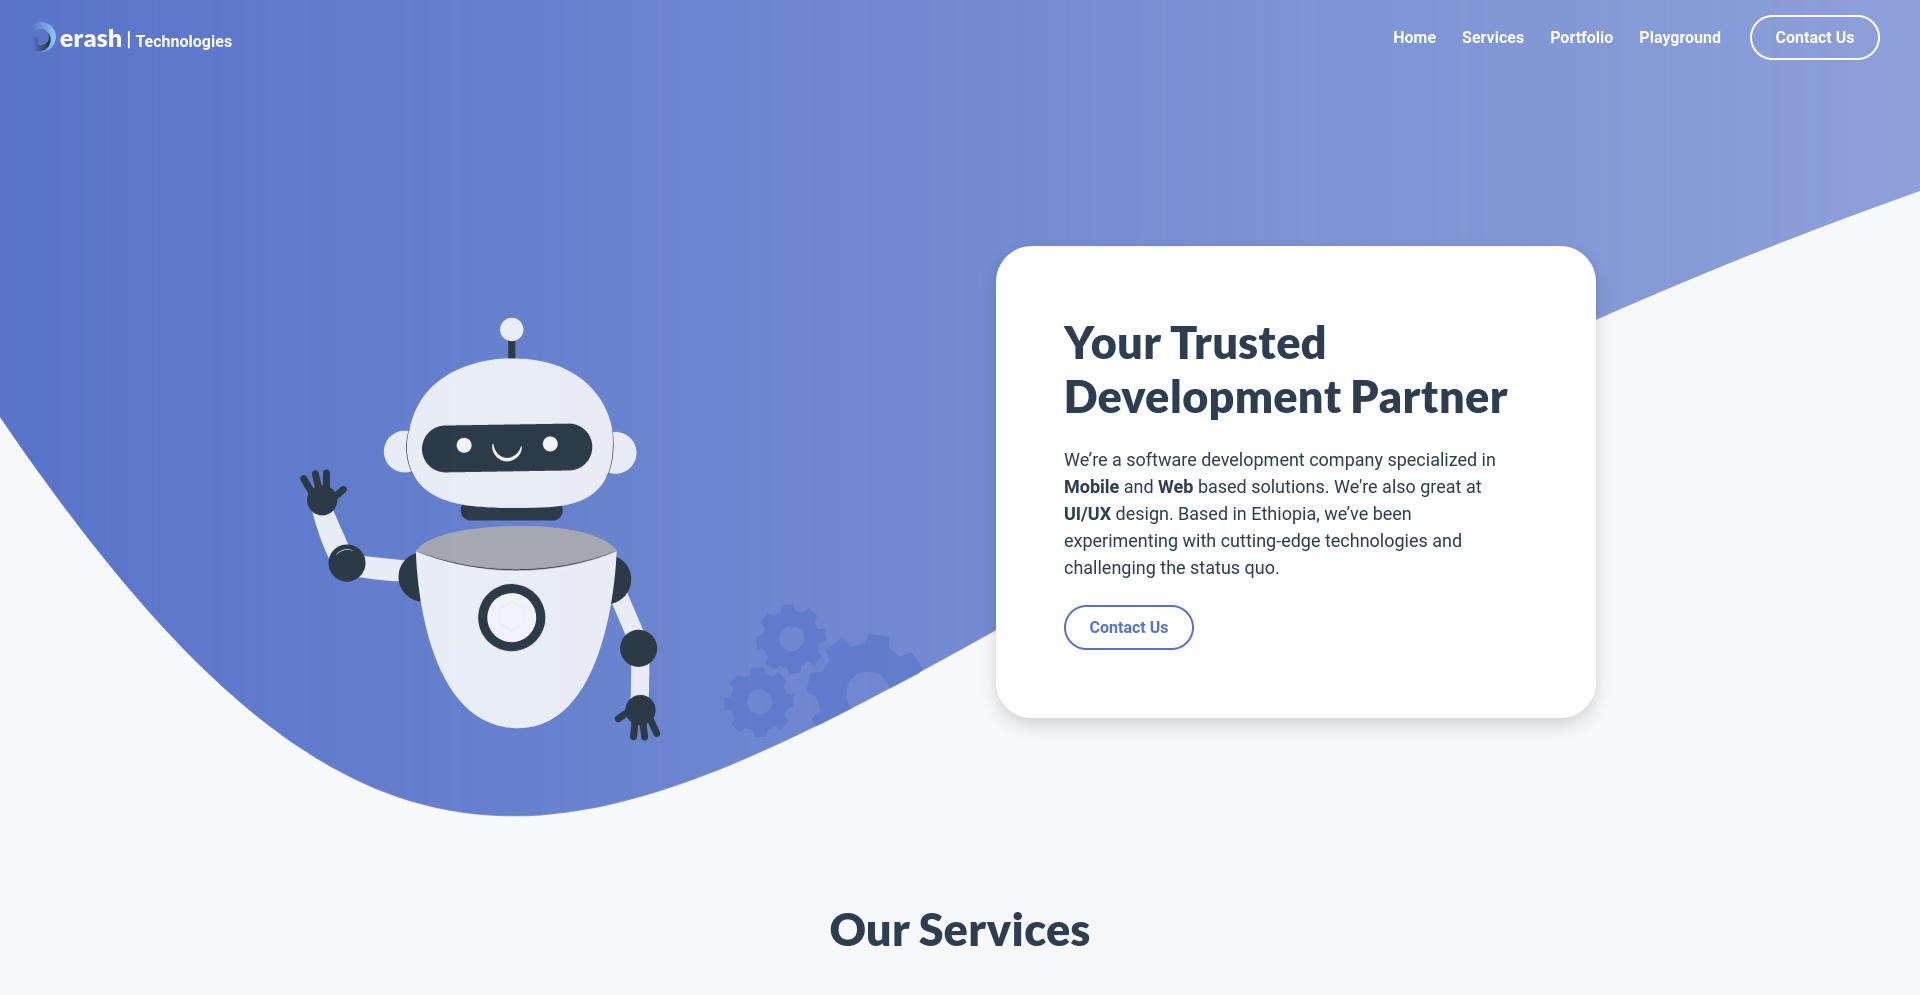 Derash | Technologies
Home
Services
Portfolio
Playground
Contact Us
Your Trusted
Development Partner
We’re a software development company specialized in
Mobile and Web based solutions. We're also great at
UI/UX design. Based in Ethiopia, we’ve been
experimenting with cutting-edge technologies and
challenging the status quo.
Contact Us
Our Services